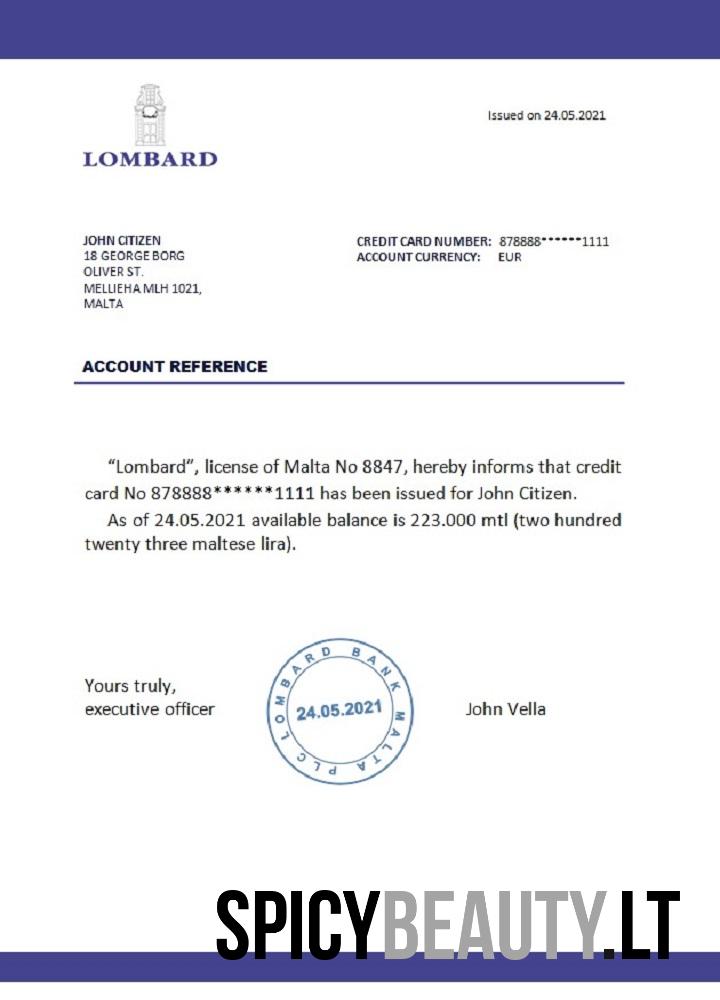 Issued on 24.05.2021
LOMBARD
JOHN CITIZEN
18 GEORGE BORG
OLIVER ST.
MELLIEHA MLH 1021,
MALTA
CREDIT CARD NUMBER: 878888******1111
ACCOUNT CURRENCY: EUR
ACCOUNT REFERENCE
“Lombard”, license of Malta No 8847, hereby informs that credit
card No 878888******1111 has been issued for John Citizen.
As of 24.05.2021 available balance is 223.000 mtl (two hundred
twenty three maltese lira).
Yours truly,
executive officer
LOMBARD BANK MALTA PLC
24.05.2021
John Vella
SPICYBEAUTY.LT